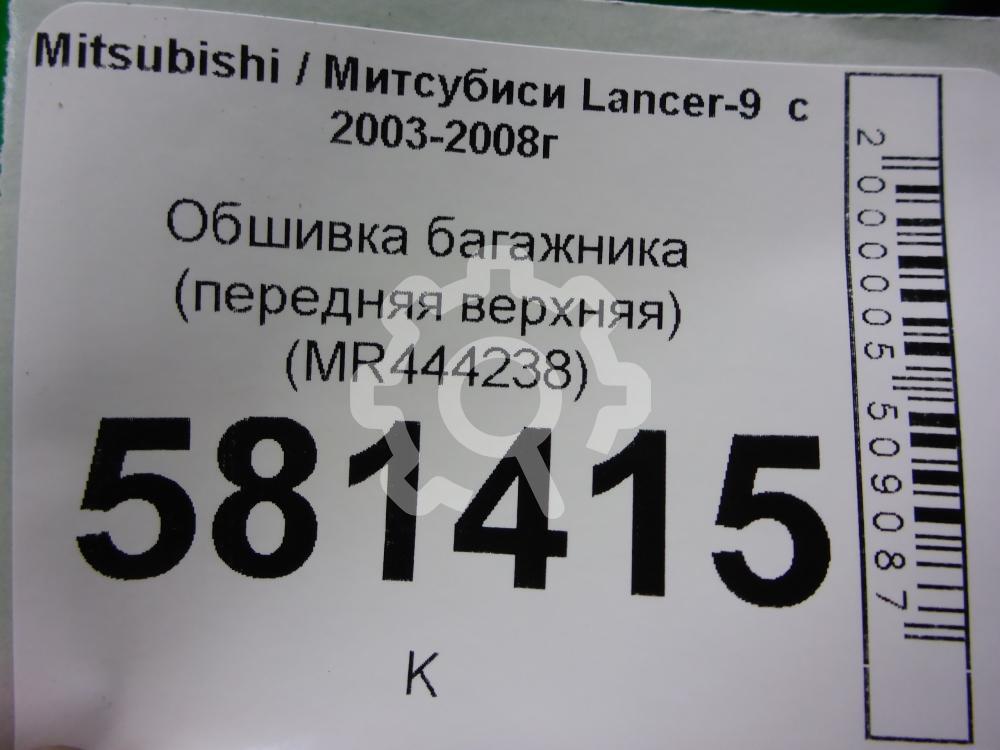 Mitsubishi / Митсубиси Lancer-9 с
2003-2008г
Обшивка багажника
(передняя верхняя)
(MR444238)
581415
К
2000005509087